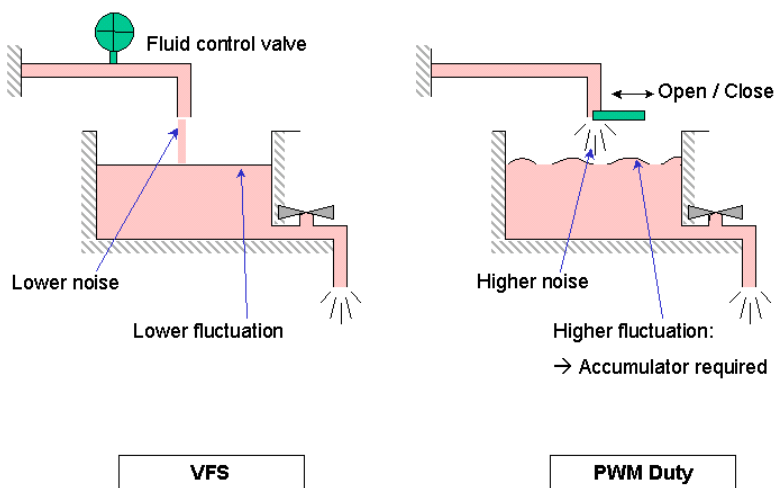 Fluid control valve
Lower noise
Lower fluctuation
VFS
Open / Close
Higher noise
Higher fluctuation:
→ Accumulator required
PWM Duty